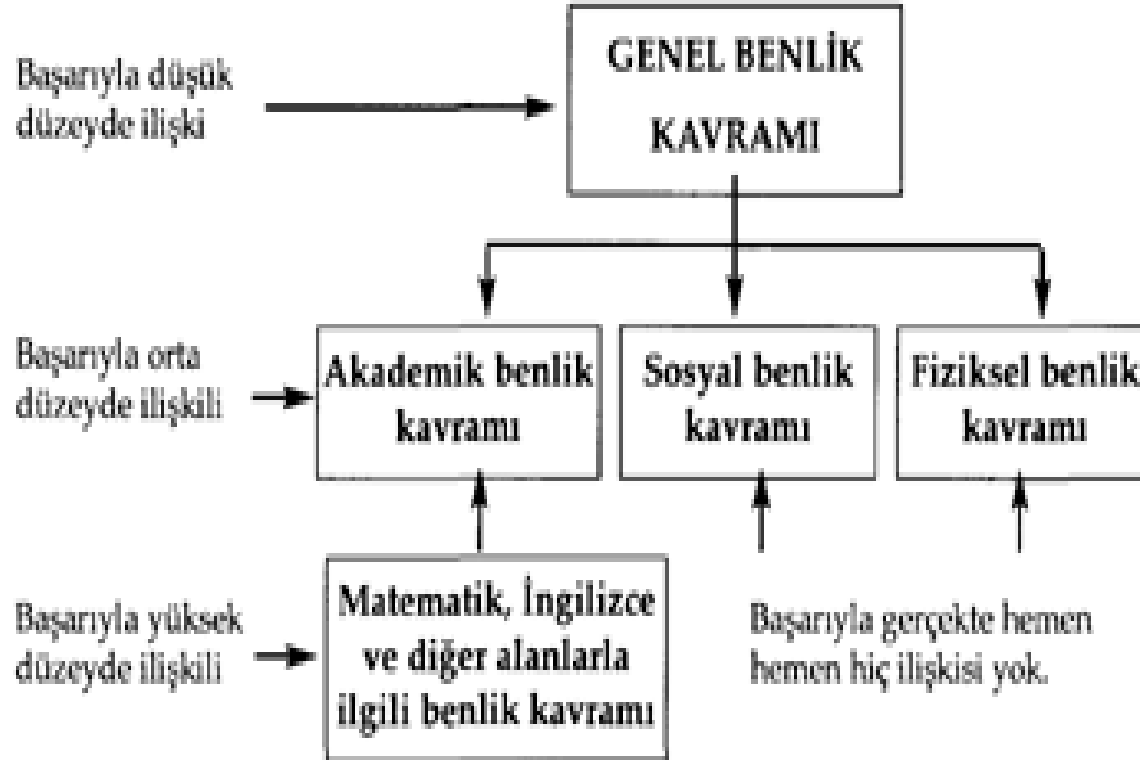 Başarıyla düşük
düzeyde ilişki
GENEL BENLİK
KAVRAMI
Başarıyla orta
düzeyde ilişkili
Akademik benlik
kavramı
Sosyal benlik
kavramı
Fiziksel benlik
kavramı
Başarıyla yüksek
düzeyde ilişkili
Matematik, İngilizce
ve diğer alanlarla
ilgili benlik kavramı
Başarıyla gerçekte hemen
hemen hiç ilişkisi yok.